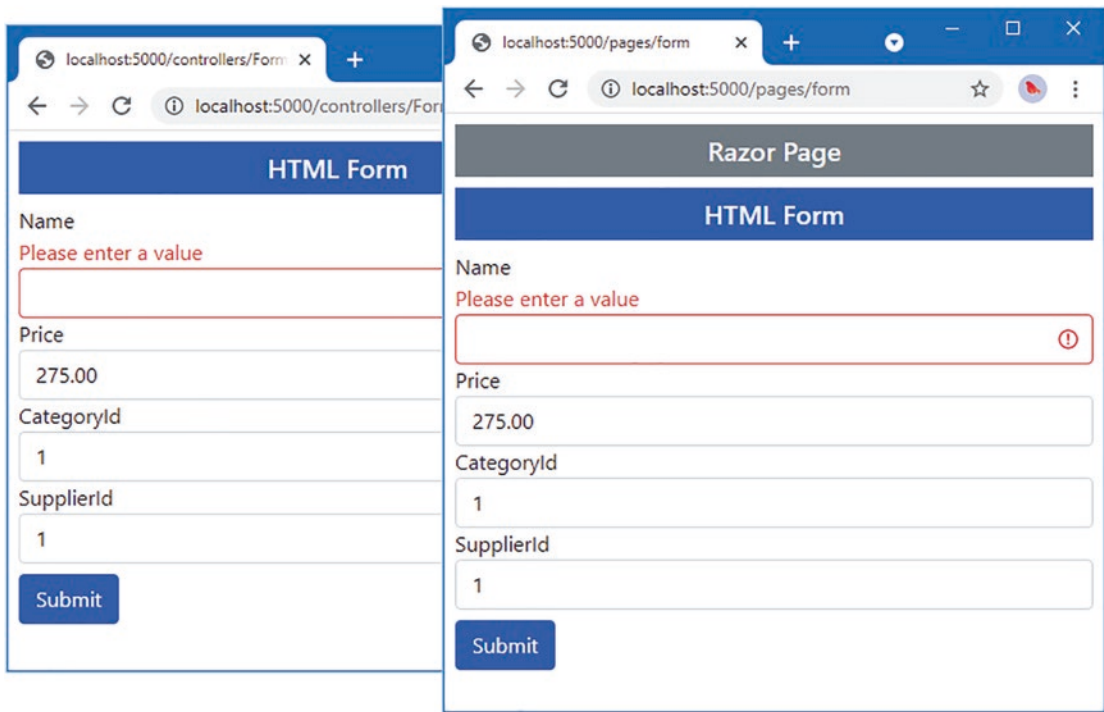 localhost:5000/controllers/Form
localhost:5000/controllers/For
HTML Form
Name
Please enter a value
Price
275.00
CategoryId
1
SupplierId
1
Submit
localhost:5000/pages/form
localhost:5000/pages/form
Razor Page
HTML Form
Name
Please enter a value
Price
275.00
CategoryId
1
SupplierId
1
Submit